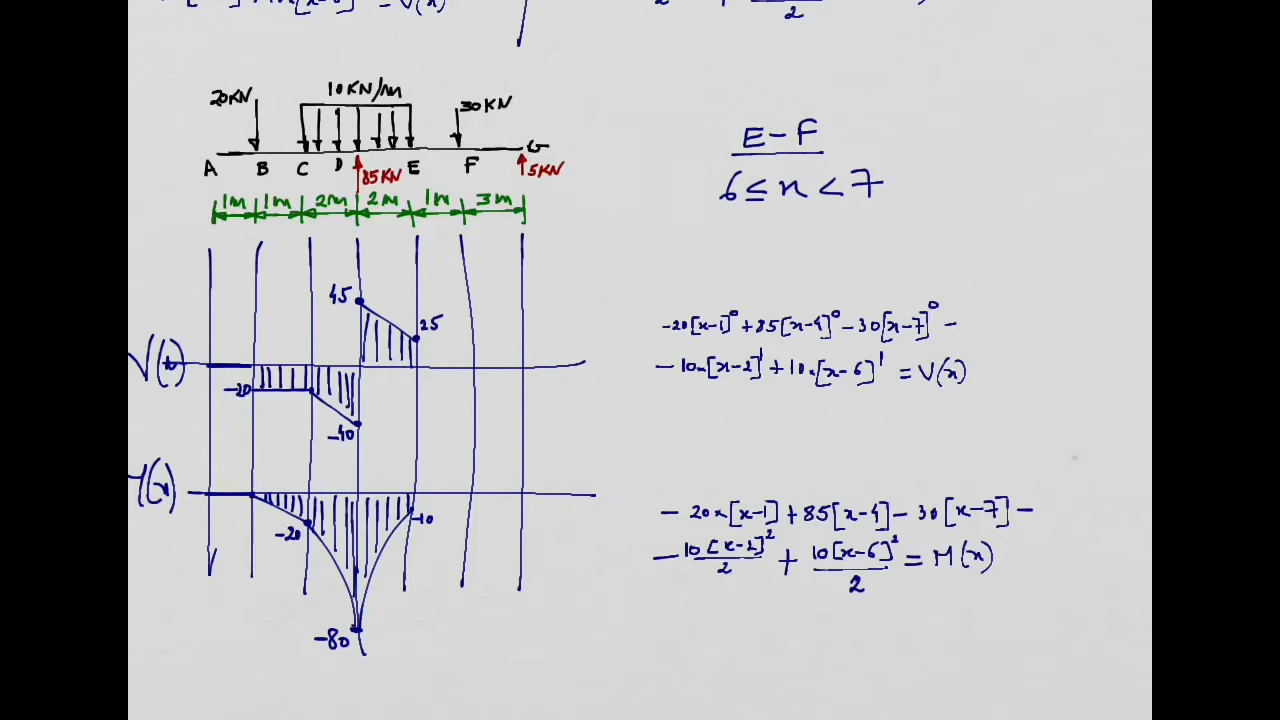 2
20KN
10KN/m
30KN
A B C D E F G
85KN
5KN
1m 1m 2m 2m 1m 3m
E-F
6≤x<7
45
25
-20
-40
-20
-10
-80
-20[x-1]⁰+85[x-4]⁰-30[x-7]⁰-
-10.[x-2]¹+10.[x-6]¹=V(x)
-20.[x-1]+85[x-4]-30[x-7]-
-10[x-2]²/2+10[x-6]²/2=M(x)